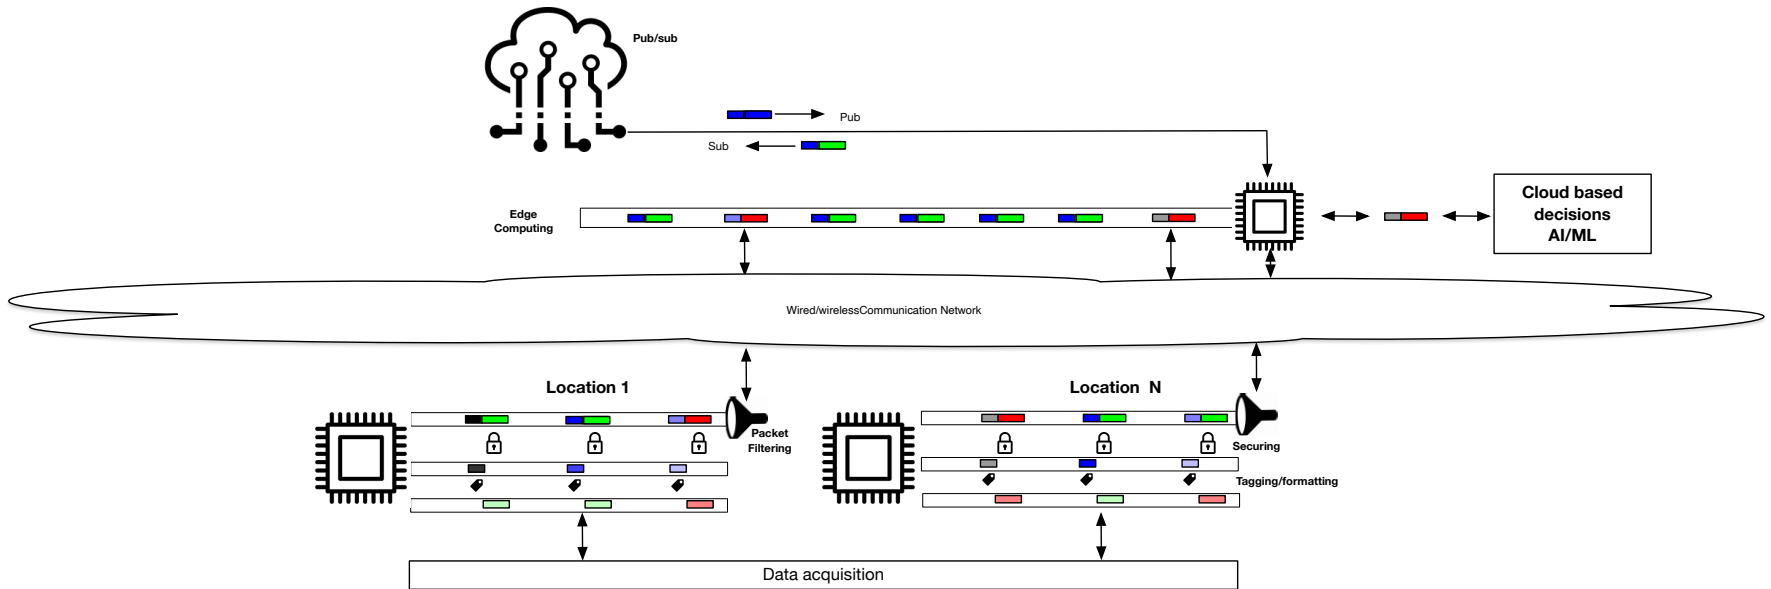 Pub/sub
Pub
Sub
Edge
Computing
Cloud based
decisions
AI/ML
Wired/wirelessCommunication Network
Location 1
Location N
Packet
Filtering
Securing
Tagging/formatting
Data acquisition